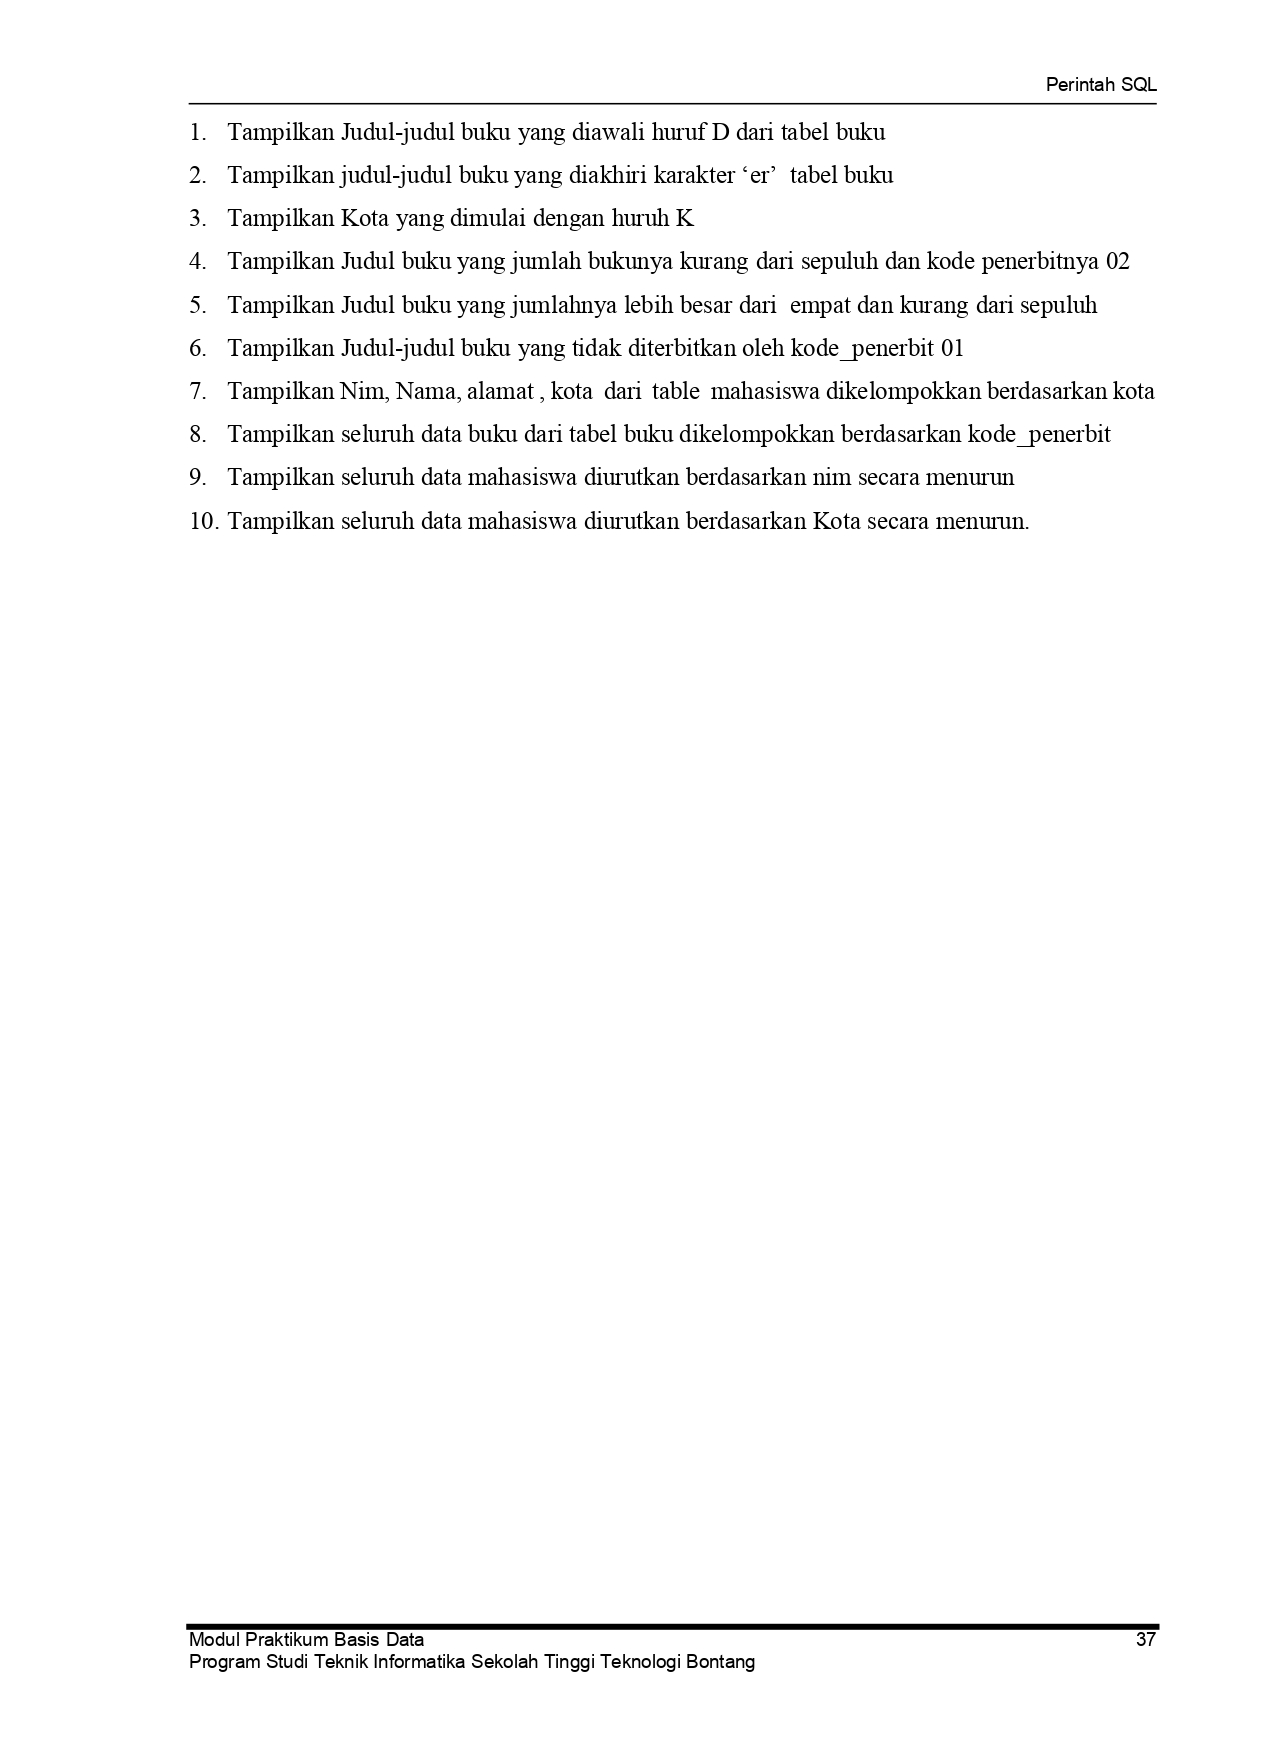 Perintah SQL
1. Tampilkan Judul-judul buku yang diawali huruf D dari tabel buku
2. Tampilkan judul-judul buku yang diakhiri karakter ‘er’ tabel buku
3. Tampilkan Kota yang dimulai dengan huruh K
4. Tampilkan Judul buku yang jumlah bukunya kurang dari sepuluh dan kode penerbitnya 02
5. Tampilkan Judul buku yang jumlahnya lebih besar dari empat dan kurang dari sepuluh
6. Tampilkan Judul-judul buku yang tidak diterbitkan oleh kode_penerbit 01
7. Tampilkan Nim, Nama, alamat , kota dari table mahasiswa dikelompokkan berdasarkan kota
8. Tampilkan seluruh data buku dari tabel buku dikelompokkan berdasarkan kode_penerbit
9. Tampilkan seluruh data mahasiswa diurutkan berdasarkan nim secara menurun
10. Tampilkan seluruh data mahasiswa diurutkan berdasarkan Kota secara menurun.
Modul Praktikum Basis Data 37
Program Studi Teknik Informatika Sekolah Tinggi Teknologi Bontang